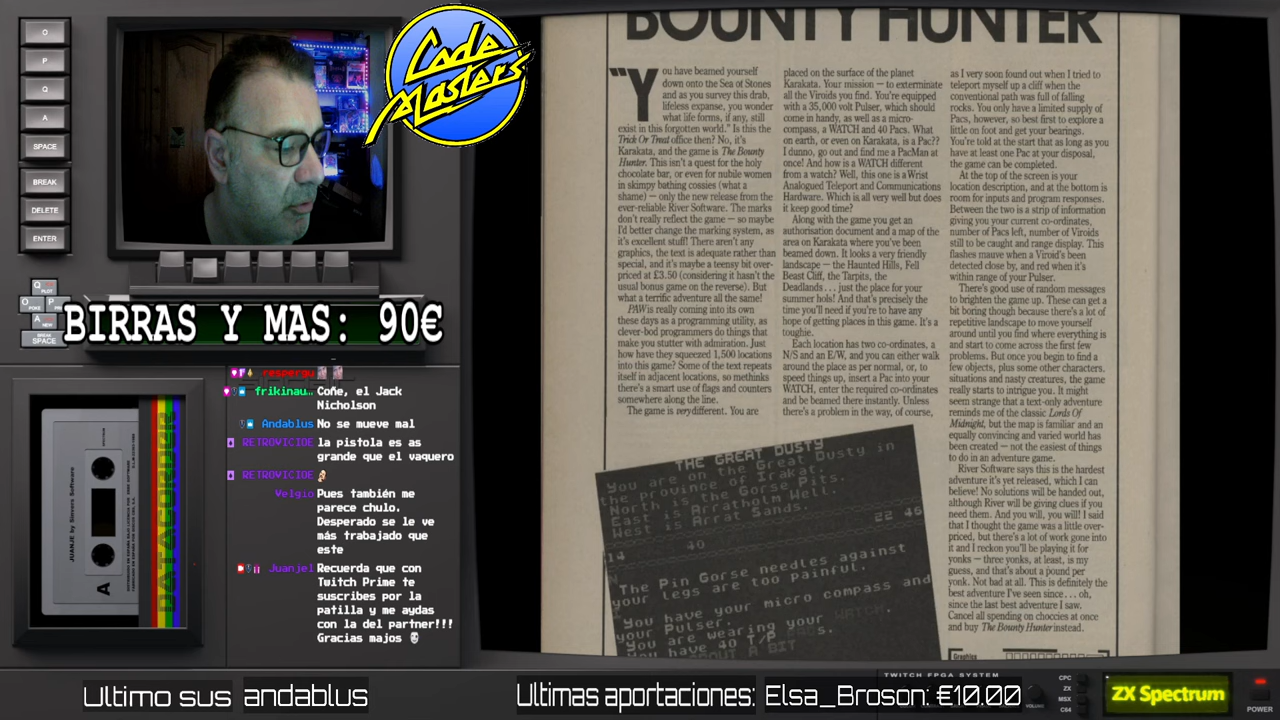 O
P
Q
A
SPACE
BREAK
DELETE
ENTER
Code
Masters
BIRRAS Y MAS: 90€
respergu
frikinau… Coñe, el Jack
Nicholson
Andablus No se mueve mal
RETROVICIOE la pistola es as
grande que el vaquero
RETROVICIOE
Velgio Pues también me
parece chulo.
Desperado se le ve
más trabajado que
este
Juanjel Recuerda que con
Twitch Prime te
suscribes por la
patilla y me aydas
con la del partner!!!
Gracias majos
A
BOUNTY HUNTER
"You have beamed yourself
down onto the Sea of Stones
and as you survey this drab,
lifeless expanse, you wonder
what life forms, if any, still
exist in this forgotten world." Is this the
Trick Or Treat office then? No, it's
Karakata, and the game is The Bounty
Hunter. This isn't a quest for the holy
chocolate bar, or even for nubile women
in skimpy bathing cossies (what a
shame) — only the new release from the
ever-reliable River Software. The marks
don't really reflect the game — so maybe
I'd better change the marking system, as
it's excellent stuff! There aren't any
graphics, the text is adequate rather than
special, and it's maybe a teensy bit over-
priced at £3.50 (considering it hasn't the
usual bonus game on the reverse). But
what a terrific adventure all the same!
PAW is really coming into its own
these days as a programming utility, as
clever-bod programmers do things that
make you stutter with admiration. Just
how have they squeezed 1,500 locations
into this game? Some of the text repeats
itself in adjacent locations, so methinks
there's a smart use of flags and counters
somewhere along the line.
The game is very different. You are
placed on the surface of the planet
Karakata. Your mission — to exterminate
all the Viroids you find. You're equipped
with a 35,000 volt Pulser, which should
come in handy, as well as a micro-
compass, a WATCH and 40 Pacs. What
on earth, or even on Karakata, is a Pac??
I dunno, go out and find me a PacMan at
once! And how is a WATCH different
from a watch? Well, this one is a Wrist
Analogued Teleport and Communications
Hardware. Which is all very well but does
it keep good time?
Along with the game you get an
authorisation document and a map of the
area on Karakata where you've been
beamed down. It looks a very friendly
landscape — the Haunted Hills, Fell
Beast Cliff, the Tarpits, the
Deadlands . . . just the place for your
summer hols! And that's precisely the
time you'll need if you're to have any
hope of getting places in this game. It's a
toughie.
Each location has two co-ordinates, a
N/S and an E/W, and you can either walk
around the place as per normal, or, to
speed things up, insert a Pac into your
WATCH, enter the required co-ordinates
and be beamed there instantly. Unless
there's a problem in the way, of course,
as I very soon found out when I tried to
teleport myself up a cliff when the
conventional path was full of falling
rocks. You only have a limited supply of
Pacs, however, so best first to explore a
little on foot and get your bearings.
You're told at the start that as long as you
have at least one Pac at your disposal,
the game can be completed.
At the top of the screen is your
location description, and at the bottom is
room for inputs and program responses.
Between the two is a strip of information
giving you your current co-ordinates,
number of Pacs left, number of Viroids
still to be caught and range display. This
flashes mauve when a Viroid's been
detected close by, and red when it's
within range of your Pulser.
There's good use of random messages
to brighten the game up. These can get a
bit boring though because there's a lot of
repetitive landscape to move yourself
around until you find where everything is
and start to come across the first few
problems. But once you begin to find a
few objects, plus some other characters,
situations and nasty creatures, the game
really starts to intrigue you. It might
seem strange that a text-only adventure
reminds me of the classic Lords Of
Midnight, but the map is familiar and an
equally convincing and varied world has
been created — not the easiest of things
to do in an adventure game.
River Software says this is the hardest
adventure it's yet released, which I can
believe! No solutions will be handed out,
although River will be giving clues if you
need them. And you will, you will! I said
that I thought the game was a little over-
priced, but there's a lot of work gone into
it and I reckon you'll be playing it for
yonks — three yonks, at least, is my
guess, and that's about a pound per
yonk. Not bad at all. This is definitely the
best adventure I've seen since . . . oh,
since the last best adventure I saw.
Cancel all spending on choccies at once
and buy The Bounty Hunter instead.
THE GREAT DUSTY
You are on the Great Dusty in
the province of Irakat.
North is the Gorse Pits.
East is Arratholm Well.
West is Arrat Sands.
22 46
14 40
The Pin Gorse needles against
your legs are too painful.
You have your micro compass and
your Pulser.
You are wearing your WATCH.
You have 40 T/P
ABOUT A BIT
Graphics
TWITCH FPGA SYSTEM
Ultimo sus andablus
Ultimas aportaciones: Elsa_Broson: €10.00
VOLUME
CPC
ZX
MSX
C64
ZX Spectrum
POWER